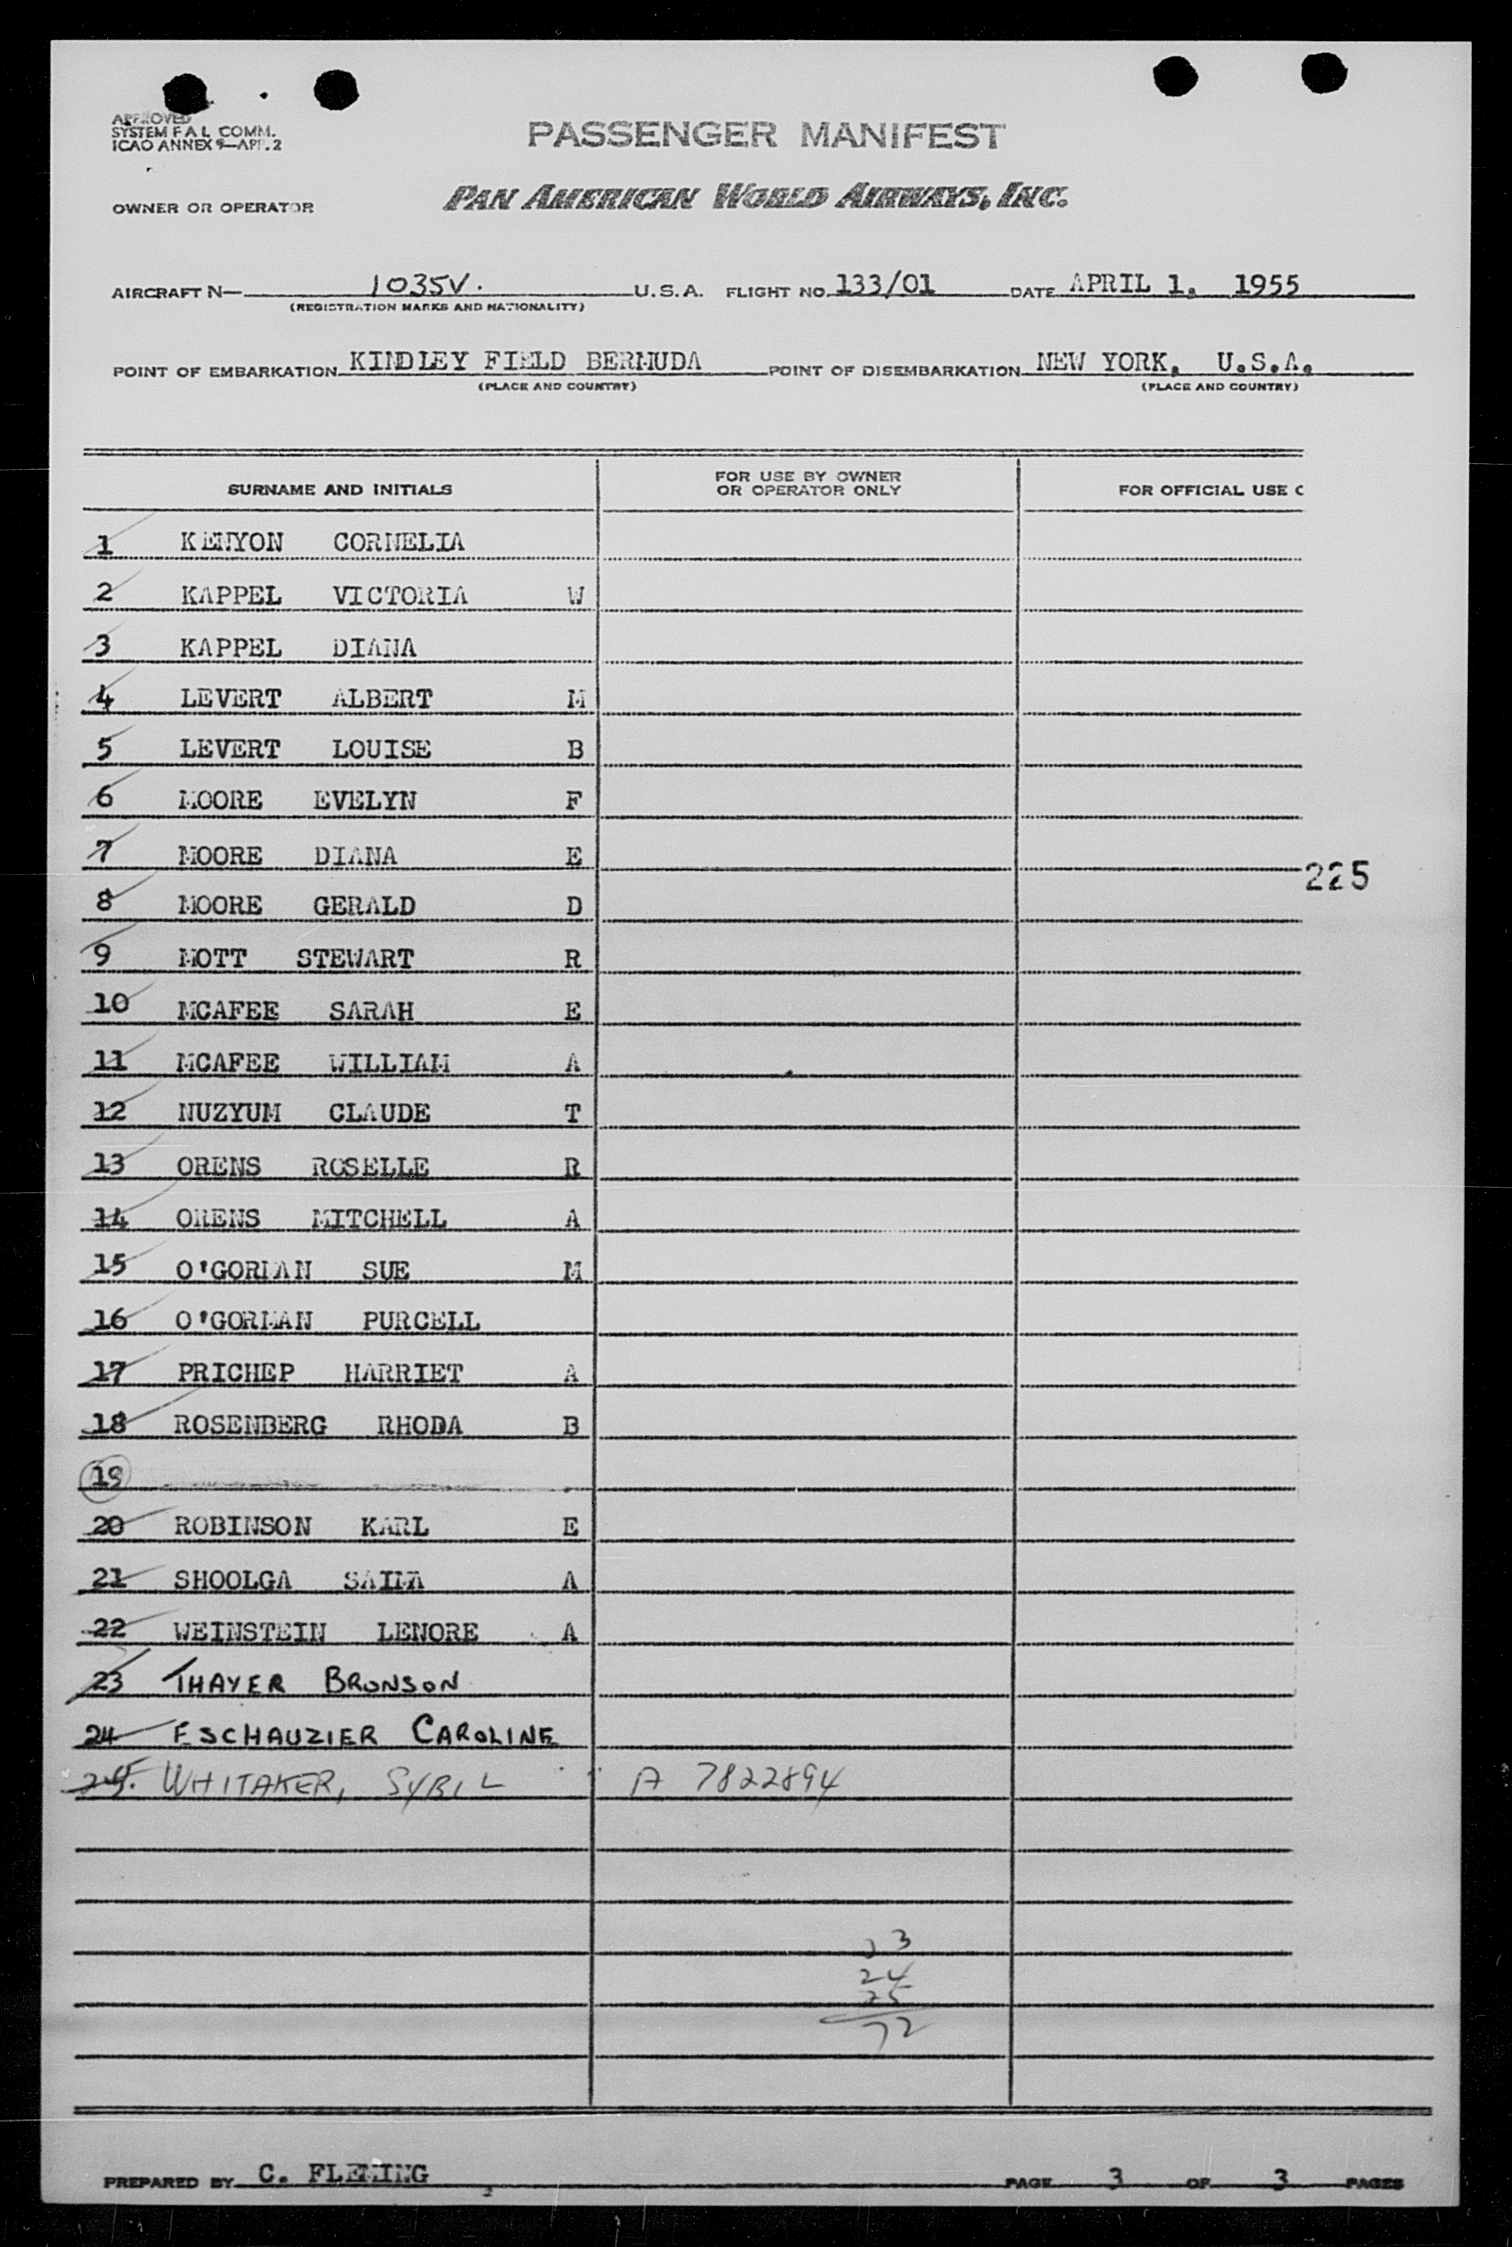 APPROVED
SYSTEM F A L COMM.
ICAO ANNEX 9—APP. 2
PASSENGER MANIFEST
OWNER OR OPERATOR PAN AMERICAN WORLD AIRWAYS, INC.
AIRCRAFT N— 1035V. U.S.A. FLIGHT NO. 133/01 DATE APRIL 1. 1955
(REGISTRATION MARKS AND NATIONALITY)
POINT OF EMBARKATION KINDLEY FIELD BERMUDA POINT OF DISEMBARKATION NEW YORK, U.S.A.
(PLACE AND COUNTRY) (PLACE AND COUNTRY)
SURNAME AND INITIALS FOR USE BY OWNER OR OPERATOR ONLY FOR OFFICIAL USE
1 KENYON CORNELIA
2 KAPPEL VICTORIA W
3 KAPPEL DIANA
4 LEVERT ALBERT M
5 LEVERT LOUISE B
6 MOORE EVELYN F
7 MOORE DIANA E
225
8 MOORE GERALD D
9 MOTT STEWART R
10 MCAFEE SARAH E
11 MCAFEE WILLIAM A
12 NUZYUM CLAUDE T
13 ORENS ROSELLE R
14 ORENS MITCHELL A
15 O'GORMAN SUE M
16 O'GORMAN PURCELL
17 PRICHEP HARRIET A
18 ROSENBERG RHODA B
19
20 ROBINSON KARL E
21 SHOOLGA SAIMA A
22 WEINSTEIN LENORE A
23 THAYER BRONSON
24 ESCHAUZIER CAROLINE
25. WHITAKER, SYBIL A 7822894
23
24
25
72
PREPARED BY C. FLEMING PAGE 3 OF 3 PAGES